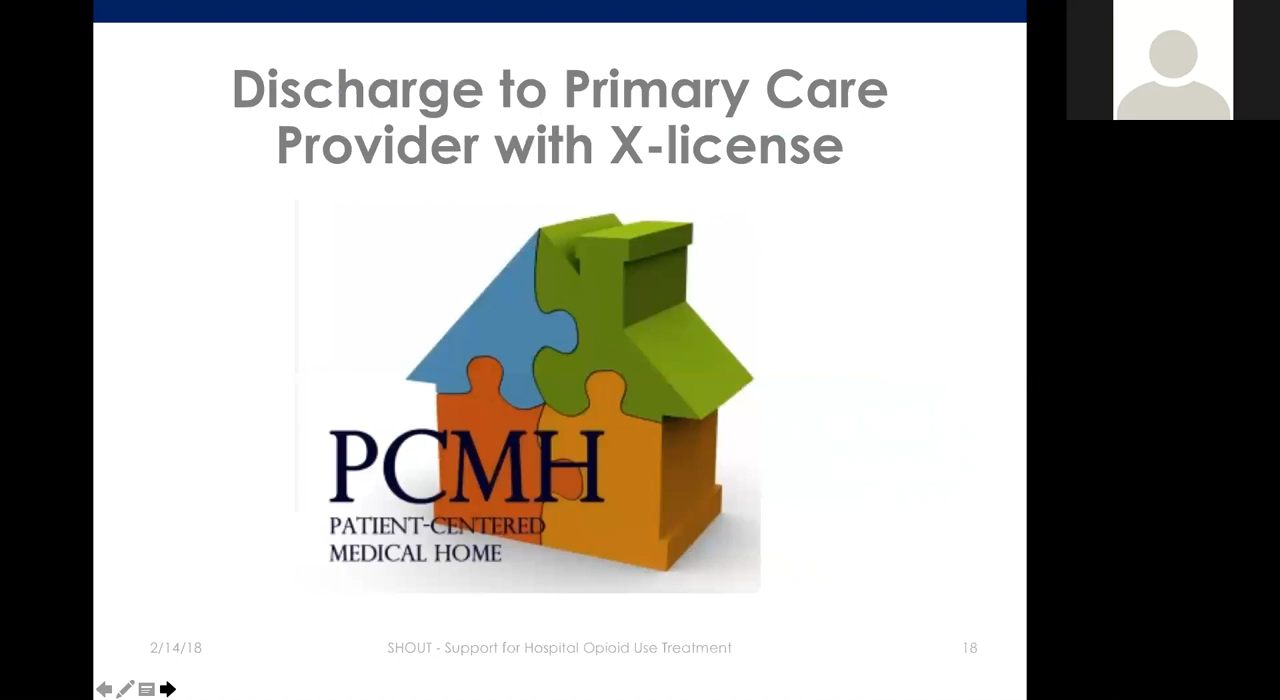 Discharge to Primary Care
Provider with X-license
PCMH
PATIENT-CENTERED
MEDICAL HOME
2/14/18
SHOUT - Support for Hospital Opioid Use Treatment
18